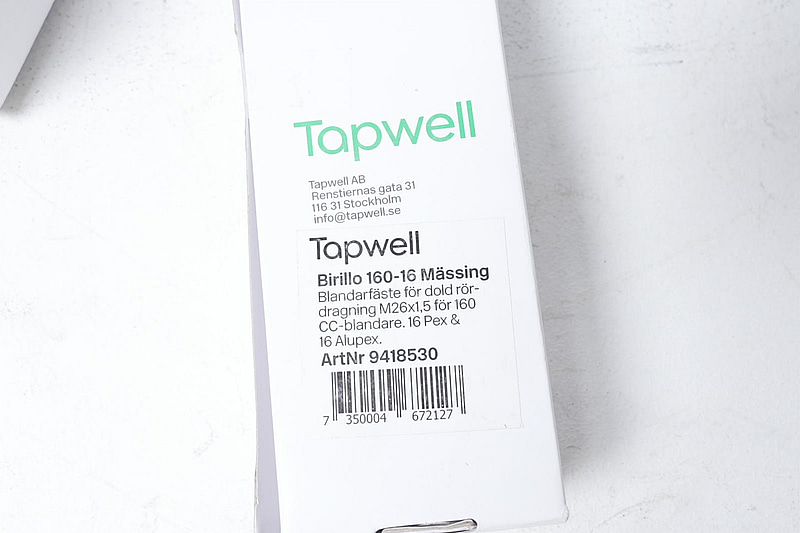 Tapwell
Tapwell AB
Renstiernas gata 31
116 31 Stockholm
info@tapwell.se
Tapwell
Birillo 160-16 Mässing
Blandarfäste för dold rör-
dragning M26x1,5 för 160
CC-blandare. 16 Pex &
16 Alupex.
ArtNr 9418530
7 350004 672127